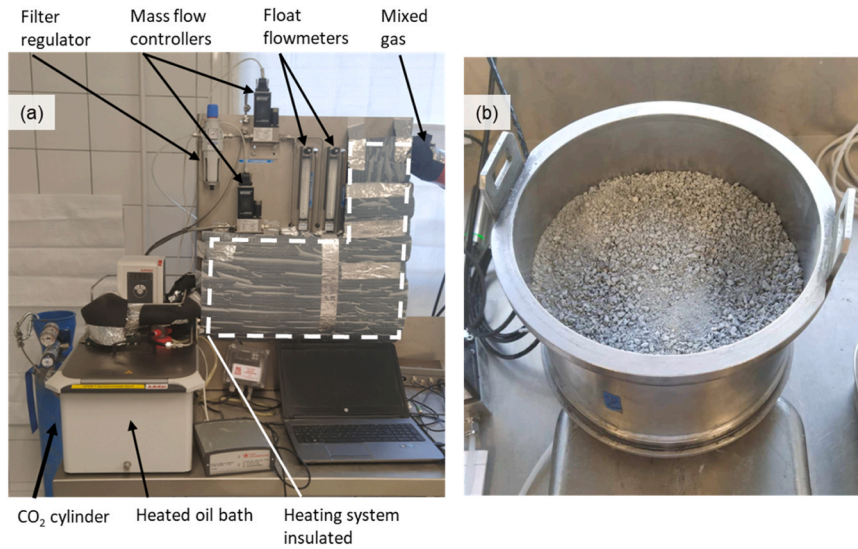 Filter
regulator
Mass flow
controllers
Float
flowmeters
Mixed
gas
(a)
(b)
CO₂ cylinder
Heated oil bath
Heating system
insulated